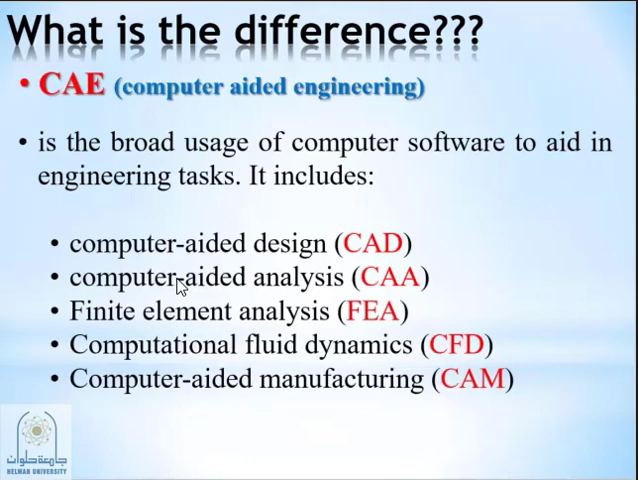 What is the difference???
• CAE (computer aided engineering)
• is the broad usage of computer software to aid in
engineering tasks. It includes:
• computer-aided design (CAD)
• computer-aided analysis (CAA)
• Finite element analysis (FEA)
• Computational fluid dynamics (CFD)
• Computer-aided manufacturing (CAM)
جامعة حلوان
HELWAN UNIVERSITY